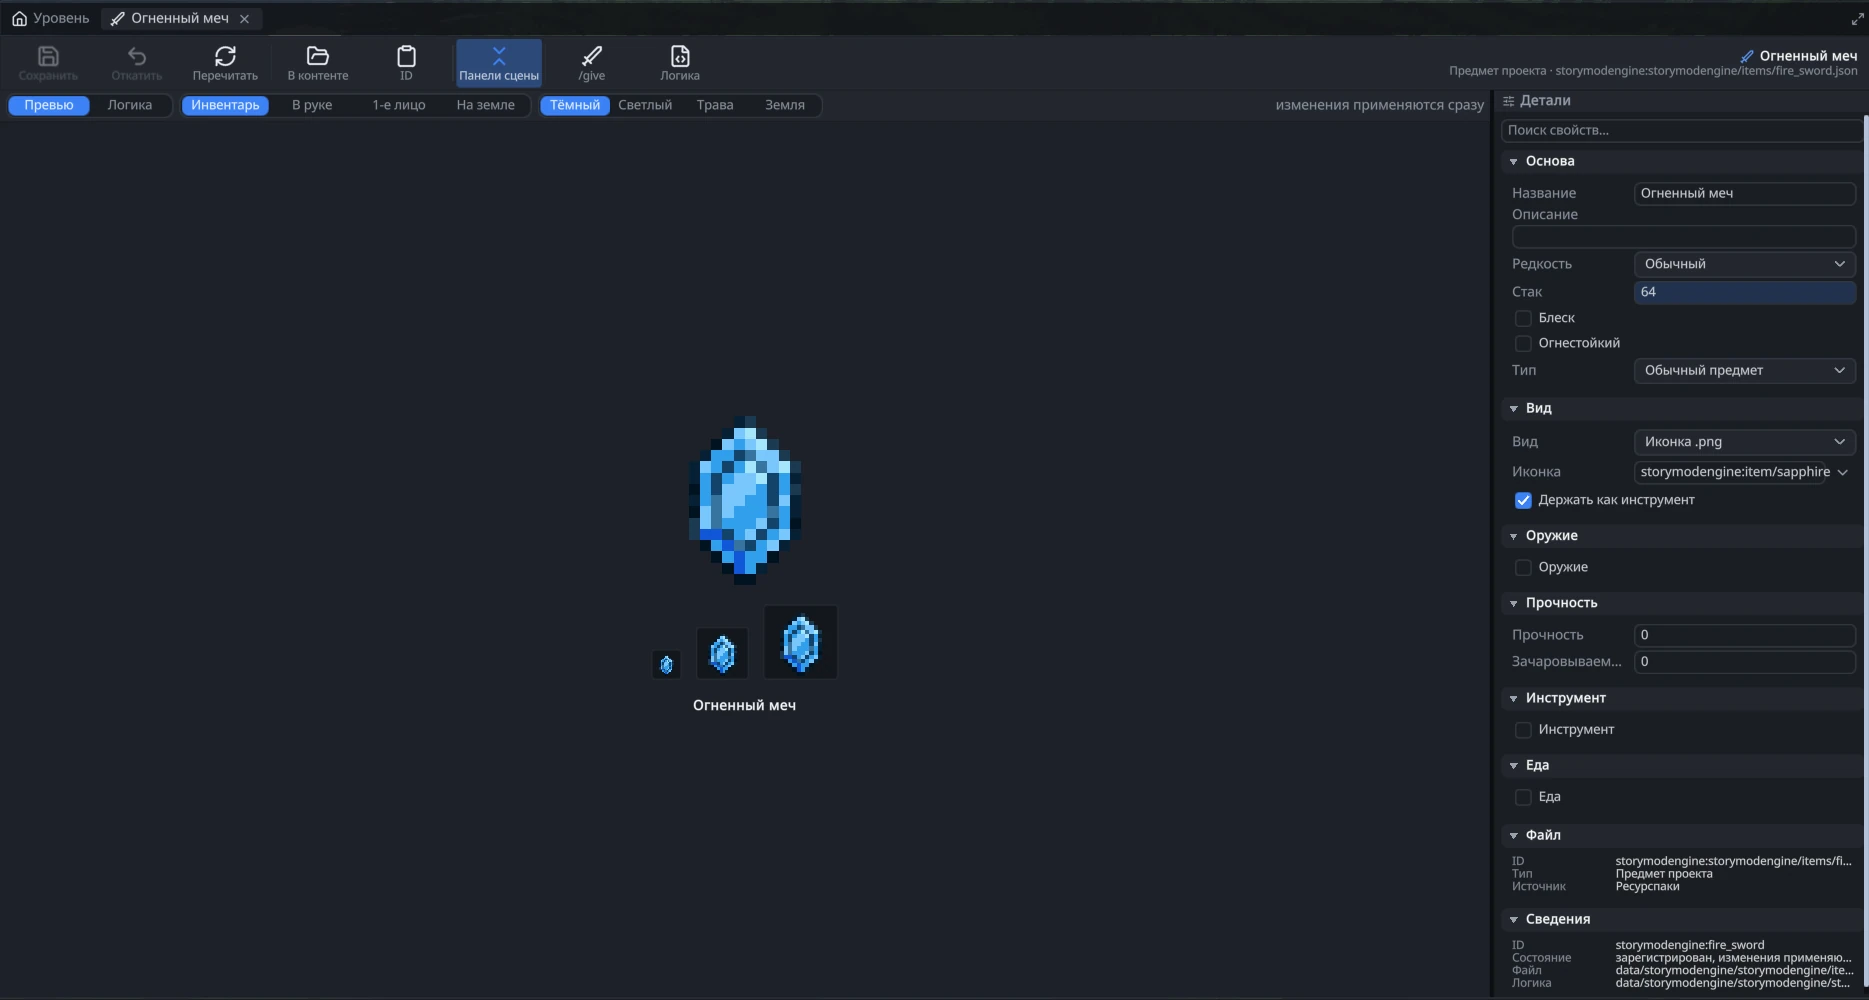 Уровень
Огненный меч
Сохранить
Откатить
Перечитать
В контенте
ID
Панели сцены
/give
Логика
Огненный меч
Предмет проекта · storymodengine:storymodengine/items/fire_sword.json
Превью
Логика
Инвентарь
В руке
1-е лицо
На земле
Тёмный
Светлый
Трава
Земля
изменения применяются сразу
Детали
Поиск свойств...
Основа
Название
Огненный меч
Описание
Редкость
Обычный
Стак
64
Блеск
Огнестойкий
Тип
Обычный предмет
Вид
Вид
Иконка .png
Иконка
storymodengine:item/sapphire
Держать как инструмент
Оружие
Оружие
Прочность
Прочность
0
Зачаровываем...
0
Инструмент
Инструмент
Еда
Еда
Файл
ID
storymodengine:storymodengine/items/fi...
Тип
Предмет проекта
Источник
Ресурспаки
Сведения
ID
storymodengine:fire_sword
Состояние
зарегистрирован, изменения применяю...
Файл
data/storymodengine/storymodengine/ite...
Логика
data/storymodengine/storymodengine/st...
Огненный меч